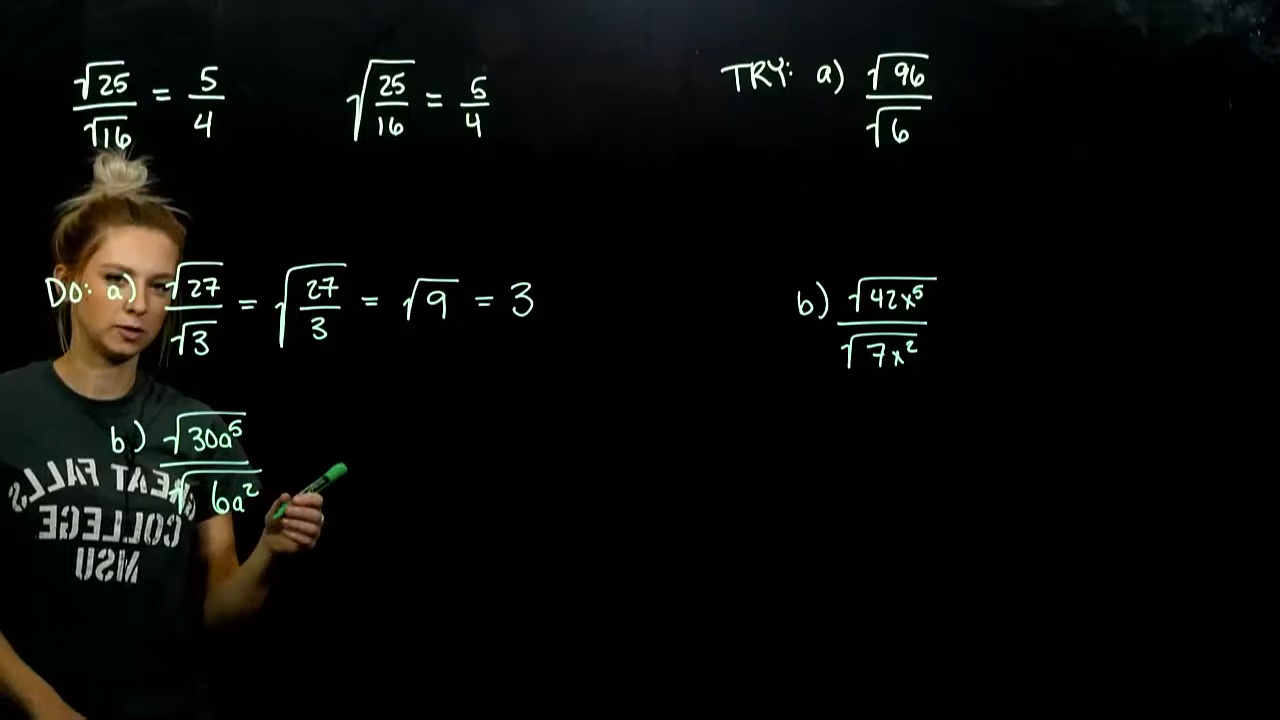 √25/√16 = 5/4
√(25/16) = 5/4
TRY: a) √96/√6
DO: a) √27/√3 = √(27/3) = √9 = 3
b) √(42x⁵)/√(7x²)
b) √(30a⁵)/√(6a²)
GREAT FALLS
COLLEGE
MSU